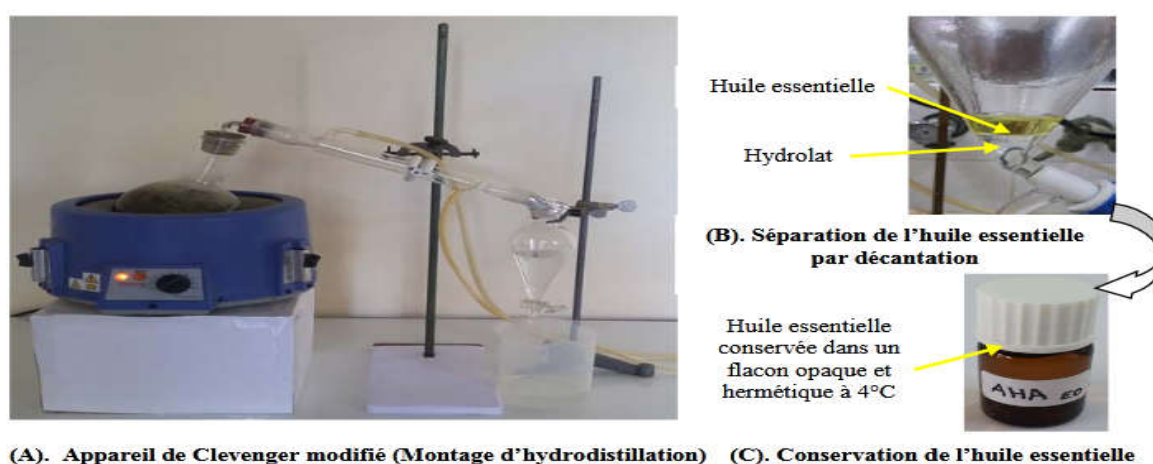 Huile essentielle
Hydrolat
(B). Séparation de l’huile essentielle
par décantation
Huile essentielle
conservée dans un
flacon opaque et
hermétique à 4°C
AHA EO
(A). Appareil de Clevenger modifié (Montage d’hydrodistillation)
(C). Conservation de l’huile essentielle